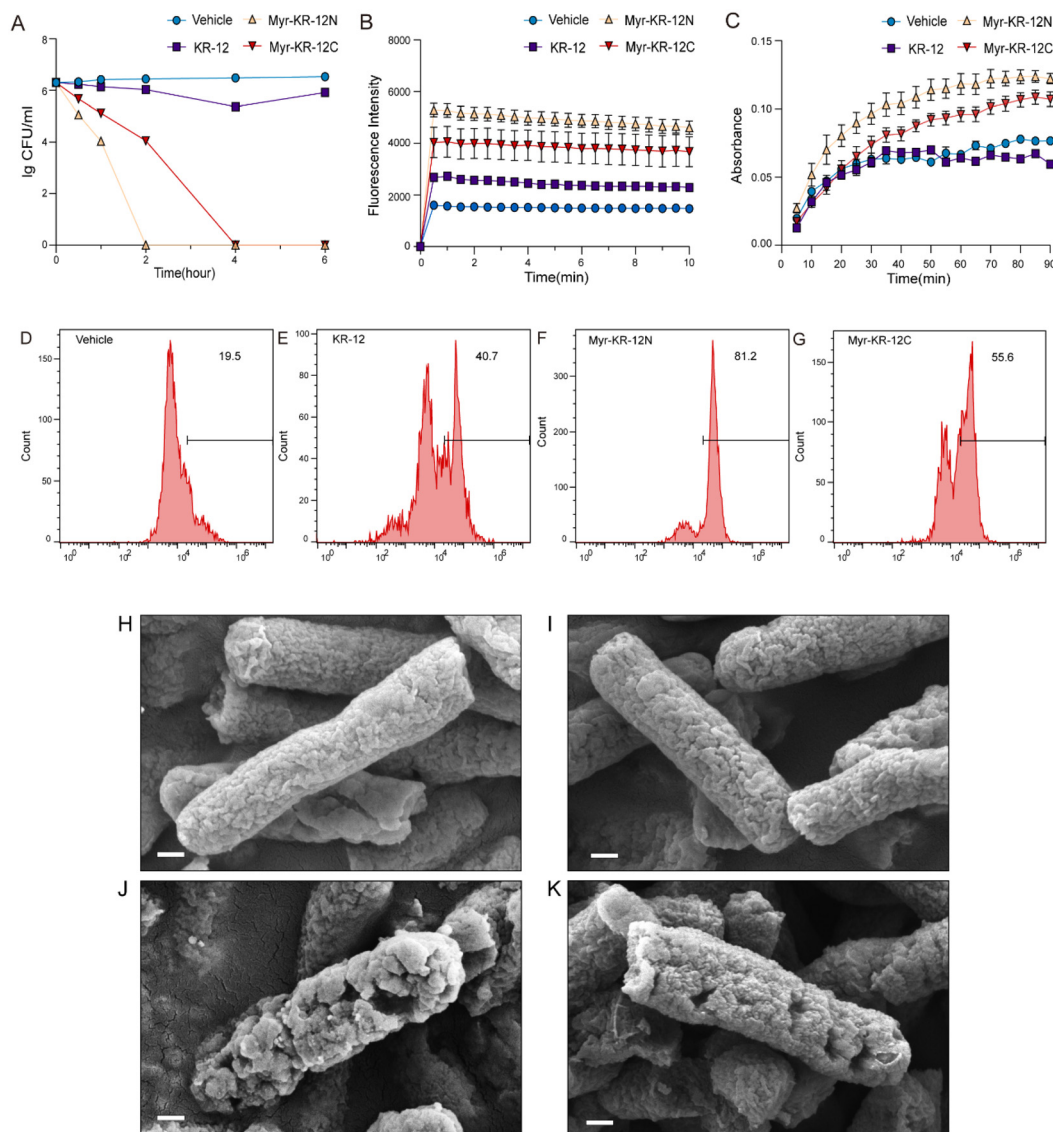 A
Vehicle Myr-KR-12N
KR-12 Myr-KR-12C
lg CFU/ml
8
6
4
2
0
0 2 4 6
Time(hour)
B
Vehicle Myr-KR-12N
KR-12 Myr-KR-12C
Fluorescence Intensity
8000
6000
4000
2000
0
0 2 4 6 8 10
Time(min)
C
Vehicle Myr-KR-12N
KR-12 Myr-KR-12C
Absorbance
0.15
0.10
0.05
0.00
0 10 20 30 40 50 60 70 80 90
Time(min)
D
Vehicle
19.5
Count
150
100
50
0
10^0 10^2 10^4 10^6
E
KR-12
40.7
Count
100
80
60
40
20
0
10^0 10^2 10^4 10^6
F
Myr-KR-12N
81.2
Count
300
200
100
0
10^0 10^2 10^4 10^6
G
Myr-KR-12C
55.6
Count
150
100
50
0
10^0 10^2 10^4 10^6
H
I
J
K